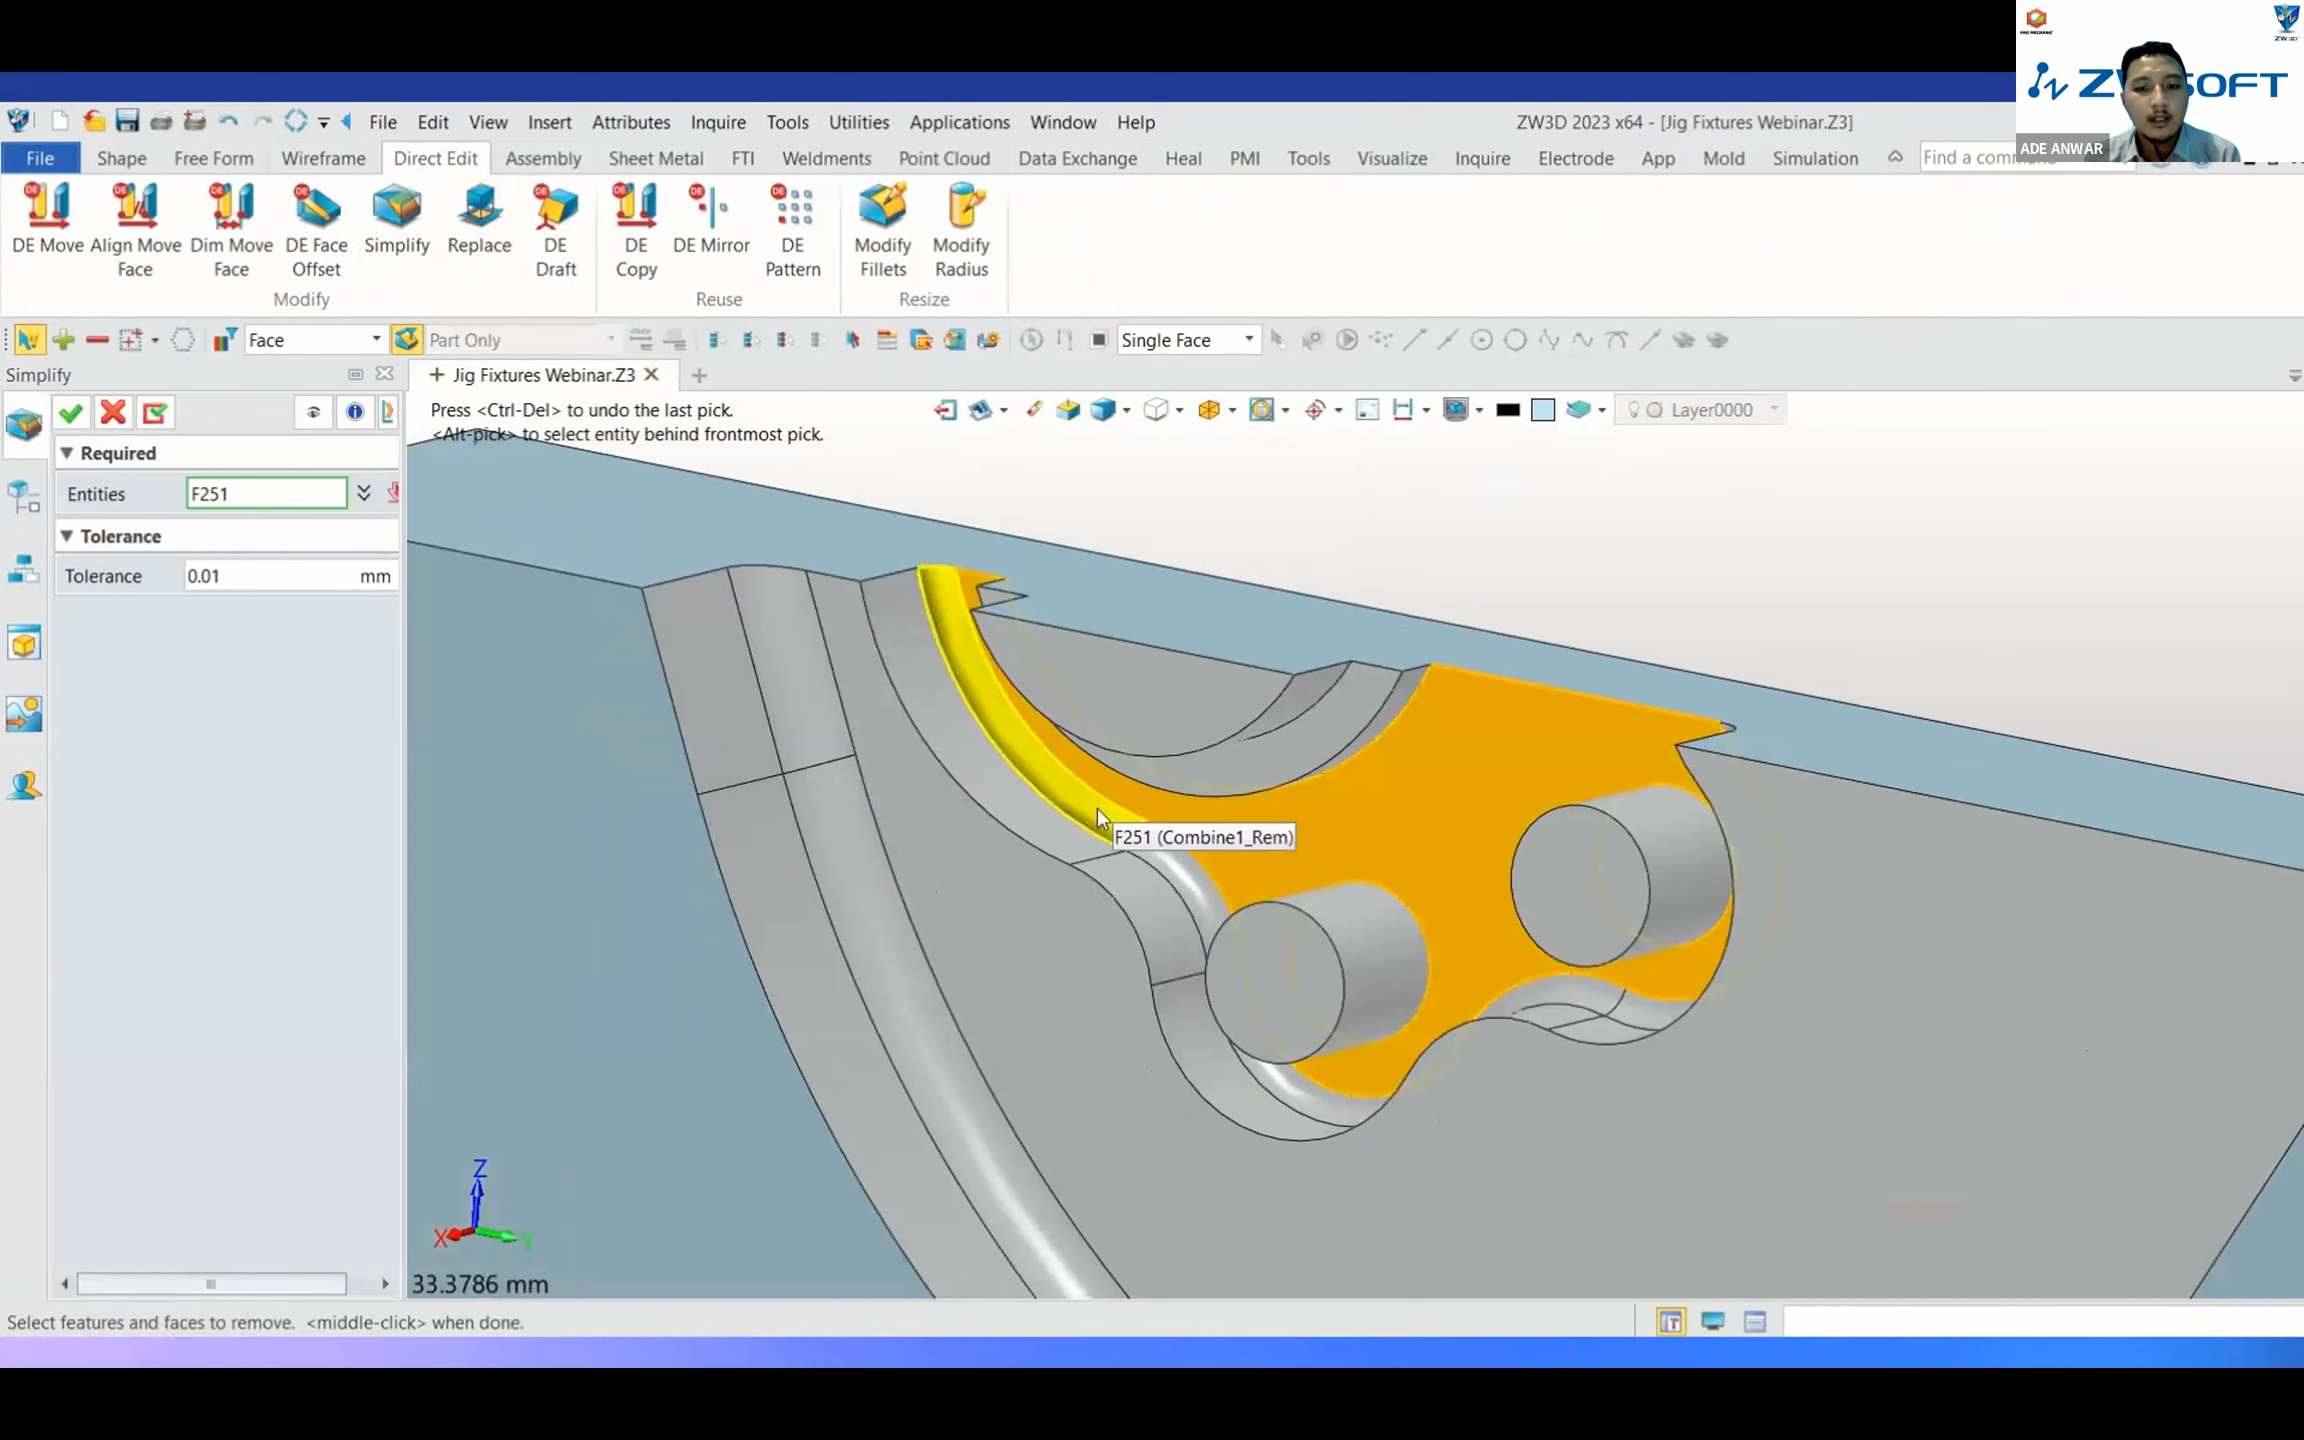 ZW SOFT
ADE ANWAR
File Edit View Insert Attributes Inquire Tools Utilities Applications Window Help
ZW3D 2023 x64 - [Jig Fixtures Webinar.Z3]
File Shape Free Form Wireframe Direct Edit Assembly Sheet Metal FTI Weldments Point Cloud Data Exchange Heal PMI Tools Visualize Inquire Electrode App Mold Simulation
Find a comm
DE Move Align Move Face Dim Move Face DE Face Offset Simplify Replace DE Draft DE Copy DE Mirror DE Pattern Modify Fillets Modify Radius
Modify Reuse Resize
Face Part Only Single Face
Simplify
Jig Fixtures Webinar.Z3
Press <Ctrl-Del> to undo the last pick.
<Alt-pick> to select entity behind frontmost pick.
Layer0000
Required
Entities F251
Tolerance
Tolerance 0.01 mm
F251 (Combine1_Rem)
Z
X Y
33.3786 mm
Select features and faces to remove. <middle-click> when done.